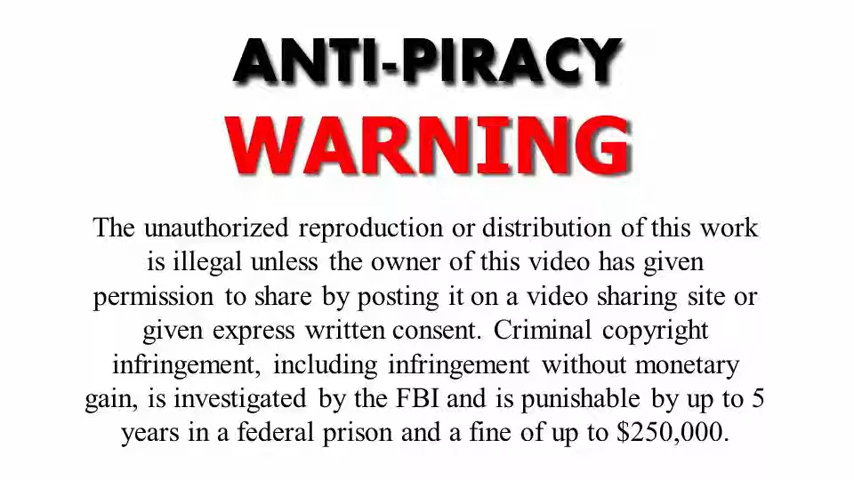 ANTI-PIRACY
WARNING
The unauthorized reproduction or distribution of this work
is illegal unless the owner of this video has given
permission to share by posting it on a video sharing site or
given express written consent. Criminal copyright
infringement, including infringement without monetary
gain, is investigated by the FBI and is punishable by up to 5
years in a federal prison and a fine of up to $250,000.